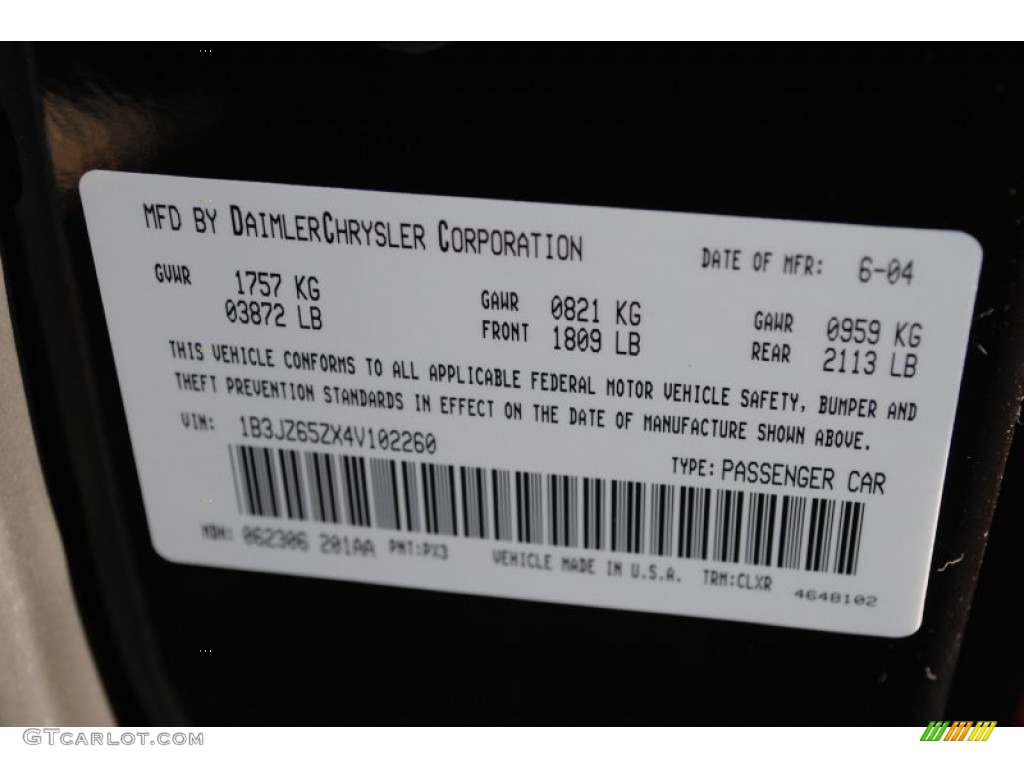 MFD BY DAIMLERCHRYSLER CORPORATION
DATE OF MFR: 6-04
GVWR 1757 KG
03872 LB
GAWR FRONT 0821 KG
1809 LB
GAWR REAR 0959 KG
2113 LB
THIS VEHICLE CONFORMS TO ALL APPLICABLE FEDERAL MOTOR VEHICLE SAFETY, BUMPER AND
THEFT PREVENTION STANDARDS IN EFFECT ON THE DATE OF MANUFACTURE SHOWN ABOVE.
VIN: 1B3JZ65ZX4V102260
TYPE: PASSENGER CAR
MDH: 062306 201AA PNT:PX3
VEHICLE MADE IN U.S.A. TRM:CLXR
4648102
GTCARLOT.COM